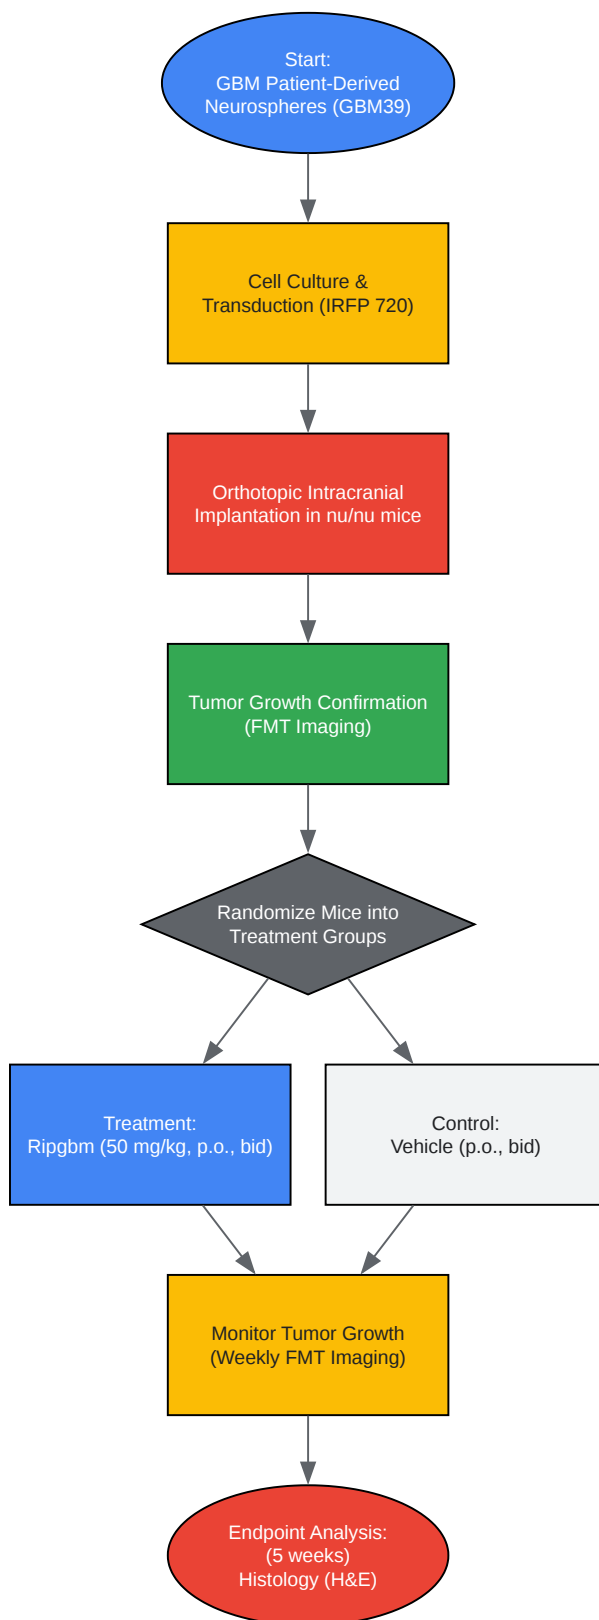 Start:
GBM Patient-Derived
Neurospheres (GBM39)
Cell Culture &
Transduction (IRFP 720)
Orthotopic Intracranial
Implantation in nu/nu mice
Tumor Growth Confirmation
(FMT Imaging)
Randomize Mice into
Treatment Groups
Treatment:
Ripgbm (50 mg/kg, p.o., bid)
Control:
Vehicle (p.o., bid)
Monitor Tumor Growth
(Weekly FMT Imaging)
Endpoint Analysis:
(5 weeks)
Histology (H&E)